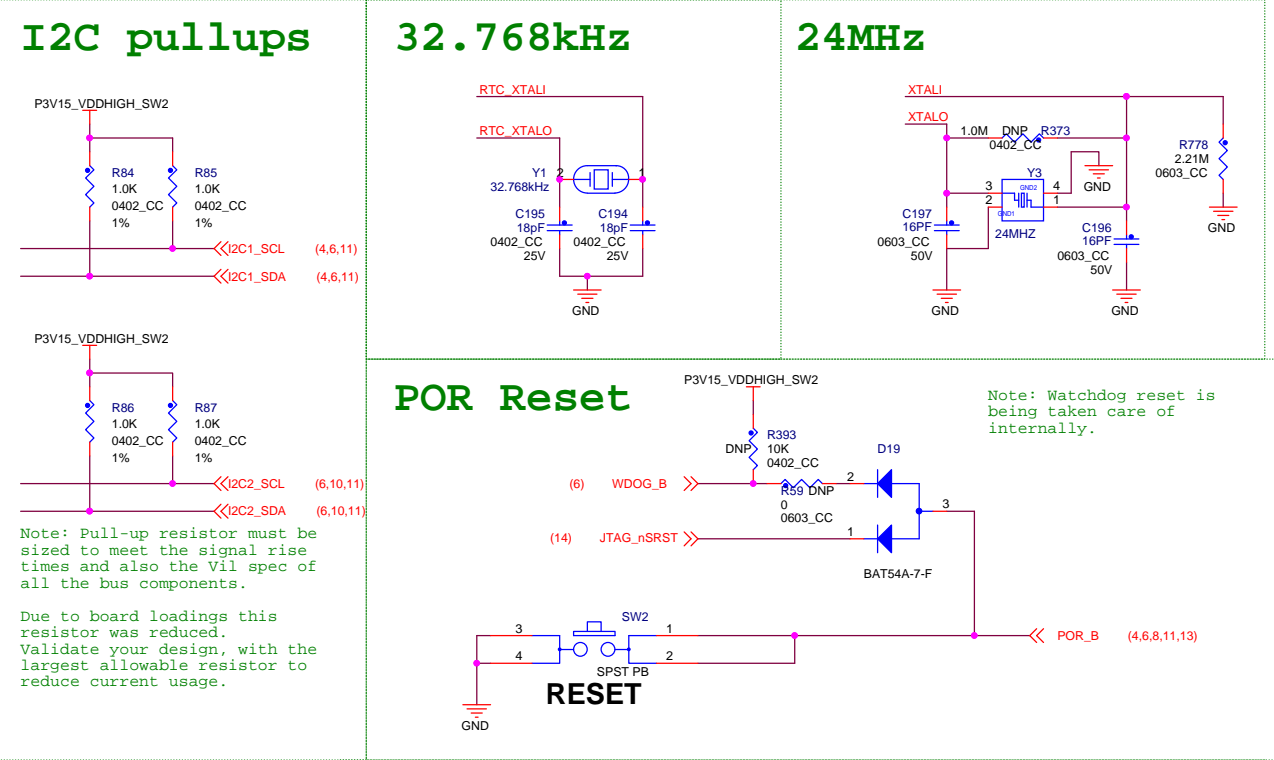 I2C pullups
P3V15_VDDHIGH_SW2
R84
1.0K
0402_CC
1%
R85
1.0K
0402_CC
1%
I2C1_SCL (4,6,11)
I2C1_SDA (4,6,11)
P3V15_VDDHIGH_SW2
R86
1.0K
0402_CC
1%
R87
1.0K
0402_CC
1%
I2C2_SCL (6,10,11)
I2C2_SDA (6,10,11)
Note: Pull-up resistor must be
sized to meet the signal rise
times and also the Vil spec of
all the bus components.
Due to board loadings this
resistor was reduced.
Validate your design, with the
largest allowable resistor to
reduce current usage.
32.768kHz
RTC_XTALI
RTC_XTALO
Y1
32.768kHz
2
1
C195
18pF
0402_CC
25V
C194
18pF
0402_CC
25V
GND
24MHz
XTALI
XTALO
1.0M DNP R373
0402_CC
R778
2.21M
0603_CC
GND
Y3
GND2
GND1
3
2
4
1
24MHZ
GND
C197
16PF
0603_CC
50V
GND
C196
16PF
0603_CC
50V
GND
POR Reset
P3V15_VDDHIGH_SW2
Note: Watchdog reset is
being taken care of
internally.
DNP
R393
10K
0402_CC
D19
(6) WDOG_B
R59 DNP
0
0603_CC
2
3
(14) JTAG_nSRST
1
BAT54A-7-F
SW2
3
4
1
2
SPST PB
RESET
GND
POR_B (4,6,8,11,13)